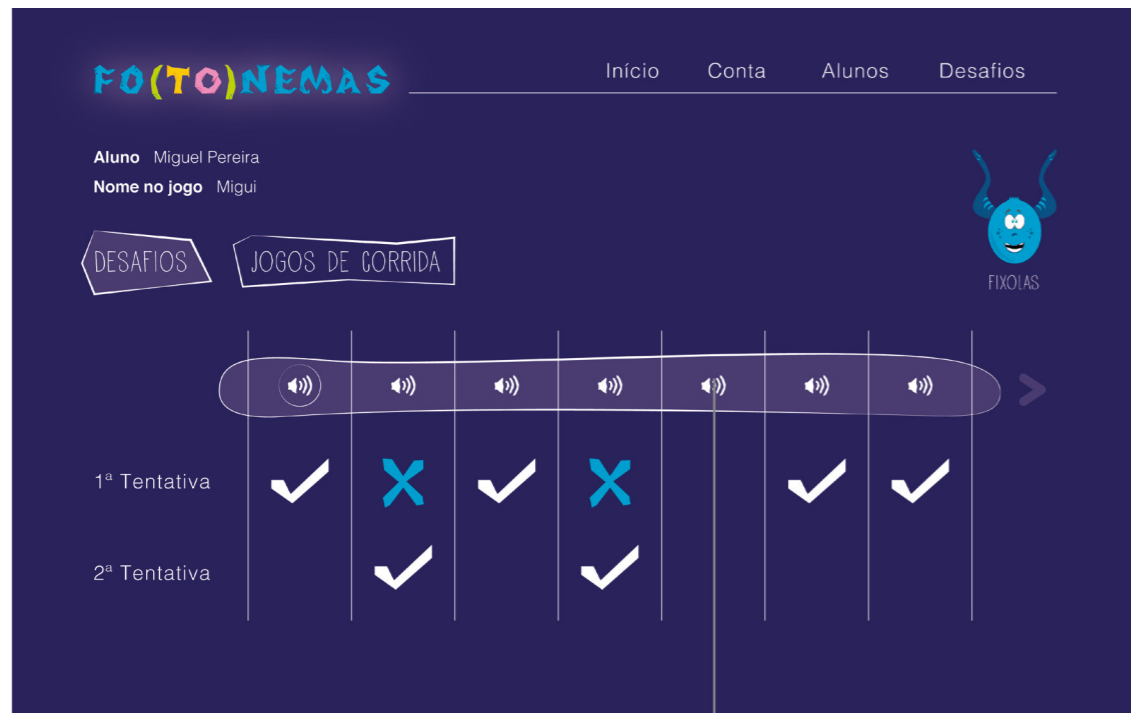 FO(TO)NEMAS
Início Conta Alunos Desafios
Aluno Miguel Pereira
Nome no jogo Migui
DESAFIOS JOGOS DE CORRIDA
FIXOLAS
1ª Tentativa
2ª Tentativa